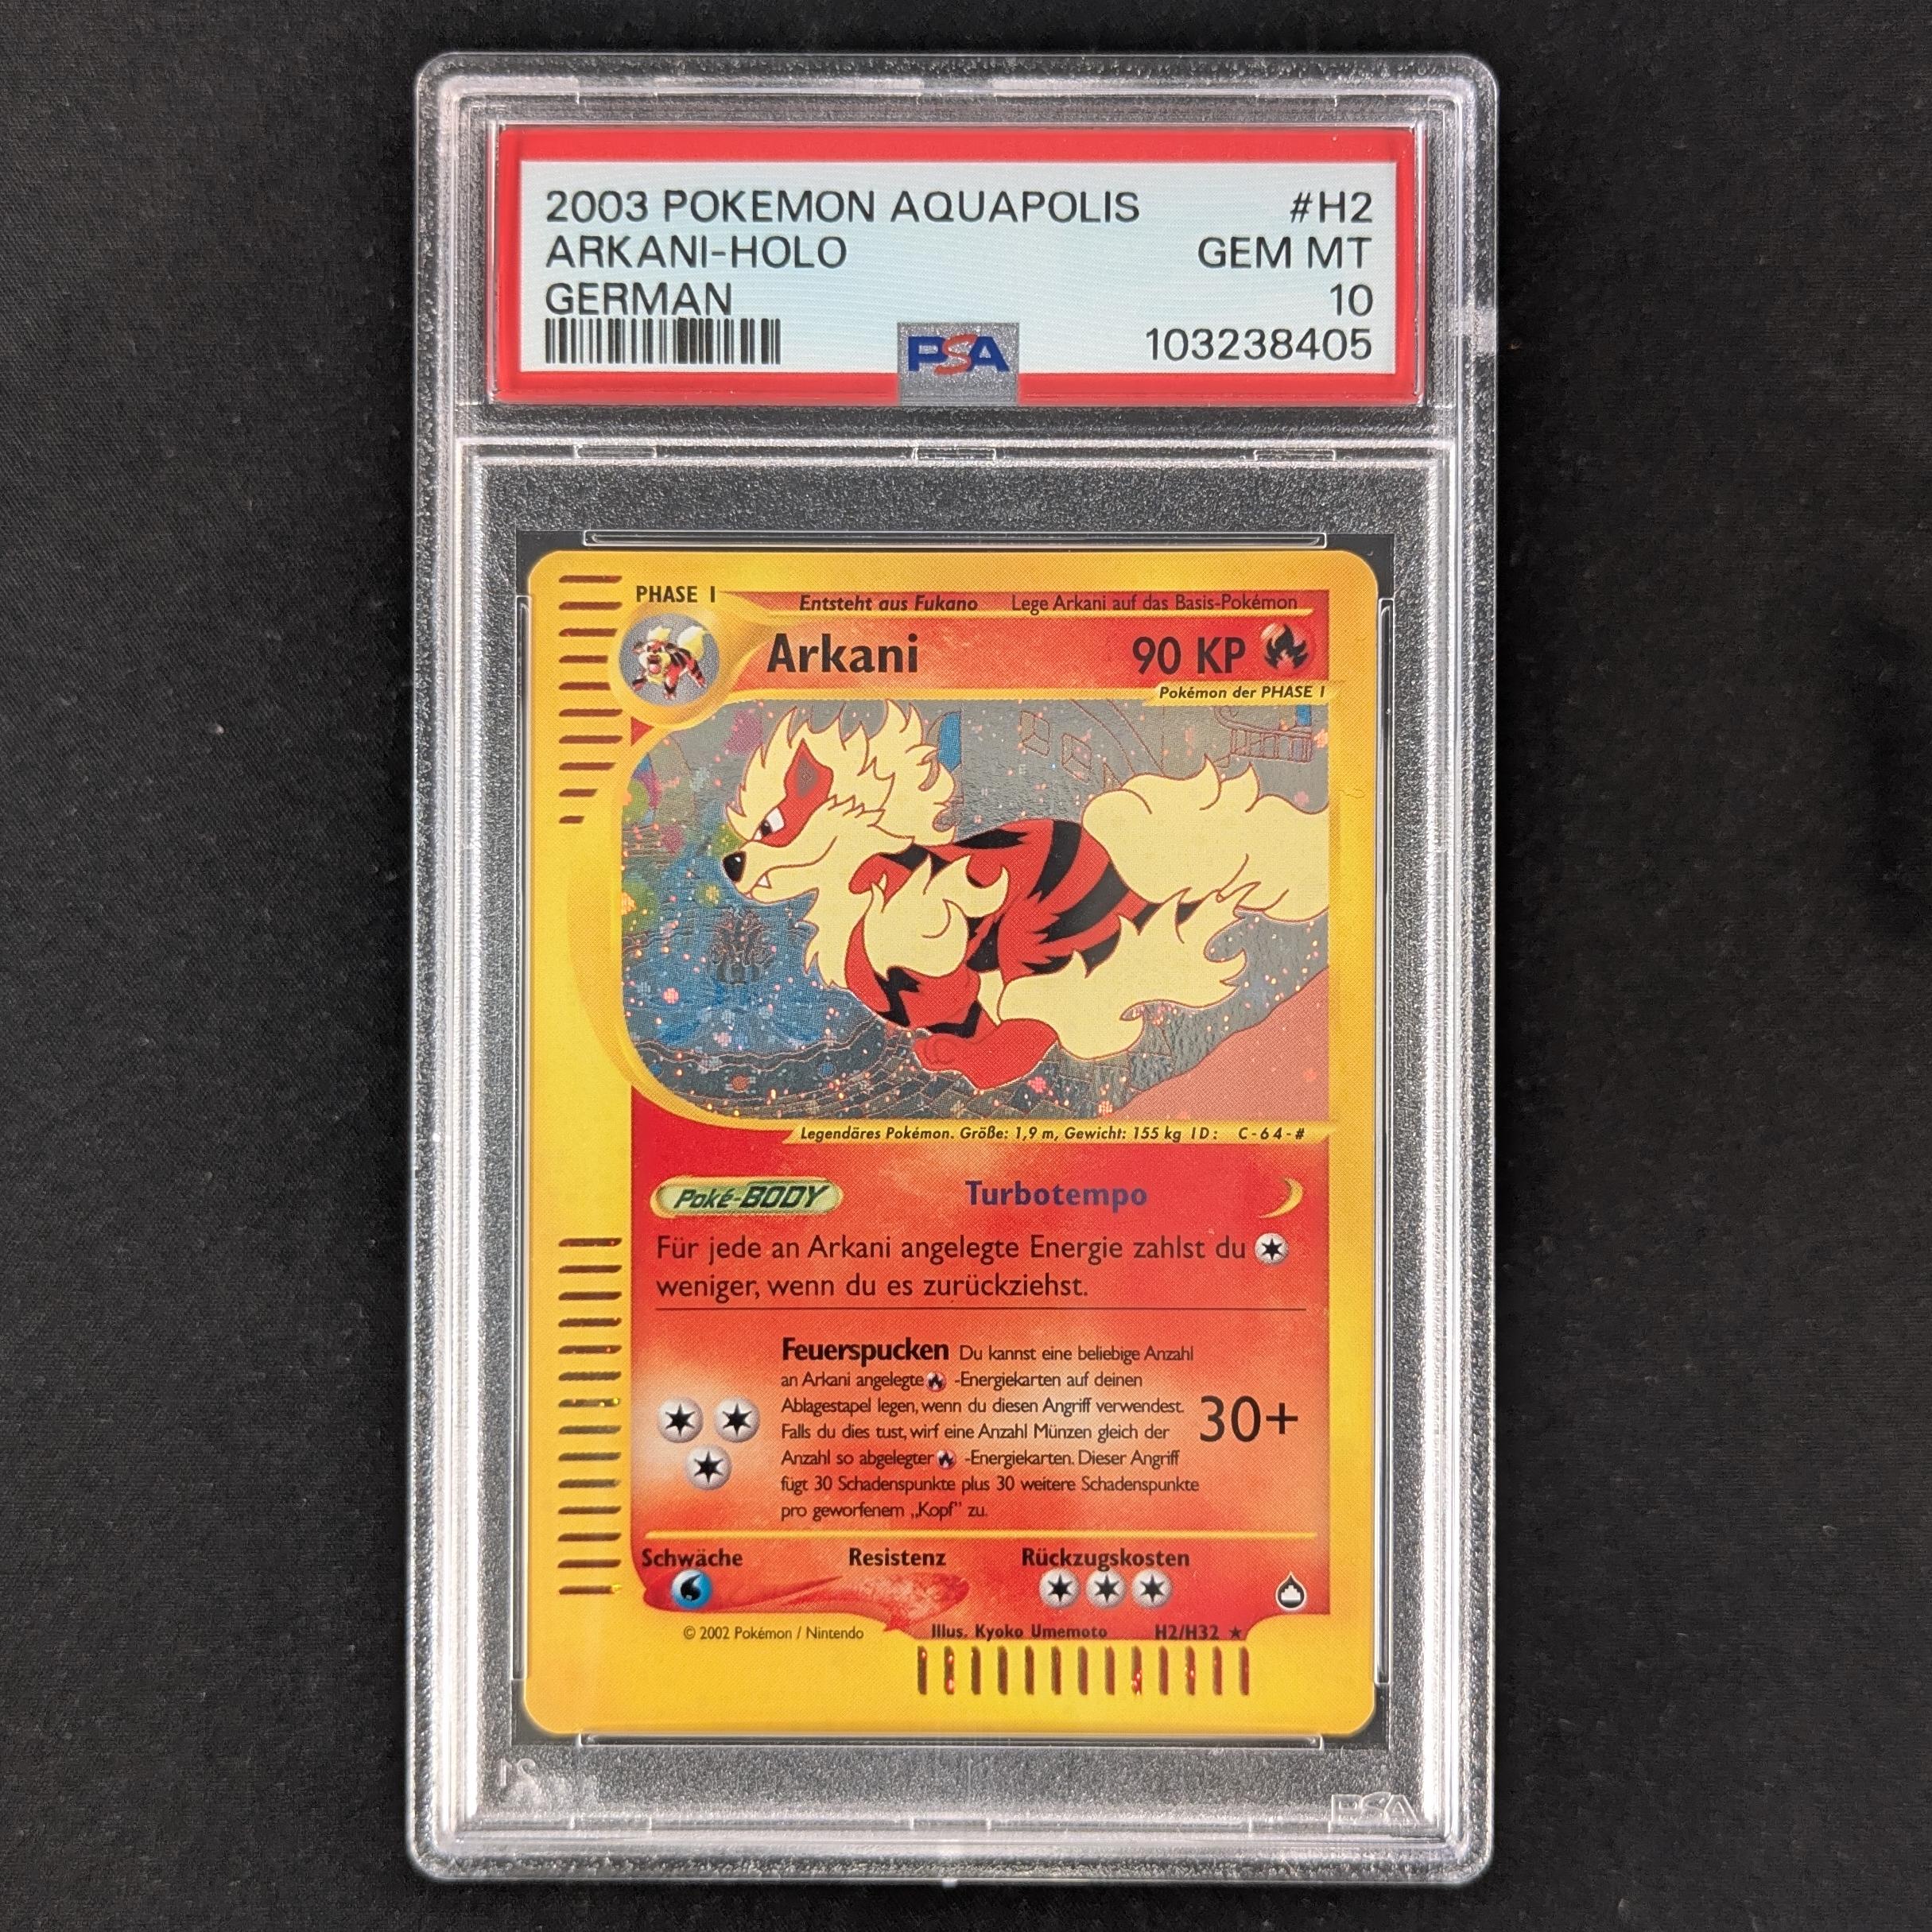 2003 POKEMON AQUAPOLIS #H2
ARKANI-HOLO GEM MT
GERMAN 10
PSA 103238405
PHASE 1 Entsteht aus Fukano Lege Arkani auf das Basis-Pokémon
Arkani 90 KP
Pokémon der PHASE 1
Legendäres Pokémon. Größe: 1,9 m, Gewicht: 155 kg ID: C-64-#
Poké-BODY Turbotempo
Für jede an Arkani angelegte Energie zahlst du
weniger, wenn du es zurückziehst.
Feuerspucken Du kannst eine beliebige Anzahl
an Arkani angelegte -Energiekarten auf deinen
Ablagestapel legen, wenn du diesen Angriff verwendest.
Falls du dies tust, wirf eine Anzahl Münzen gleich der
Anzahl so abgelegter -Energiekarten. Dieser Angriff
fügt 30 Schadenspunkte plus 30 weitere Schadenspunkte
pro geworfenem „Kopf" zu.
30+
Schwäche Resistenz Rückzugskosten
© 2002 Pokémon / Nintendo Illus. Kyoko Umemoto H2/H32 ★
PSA